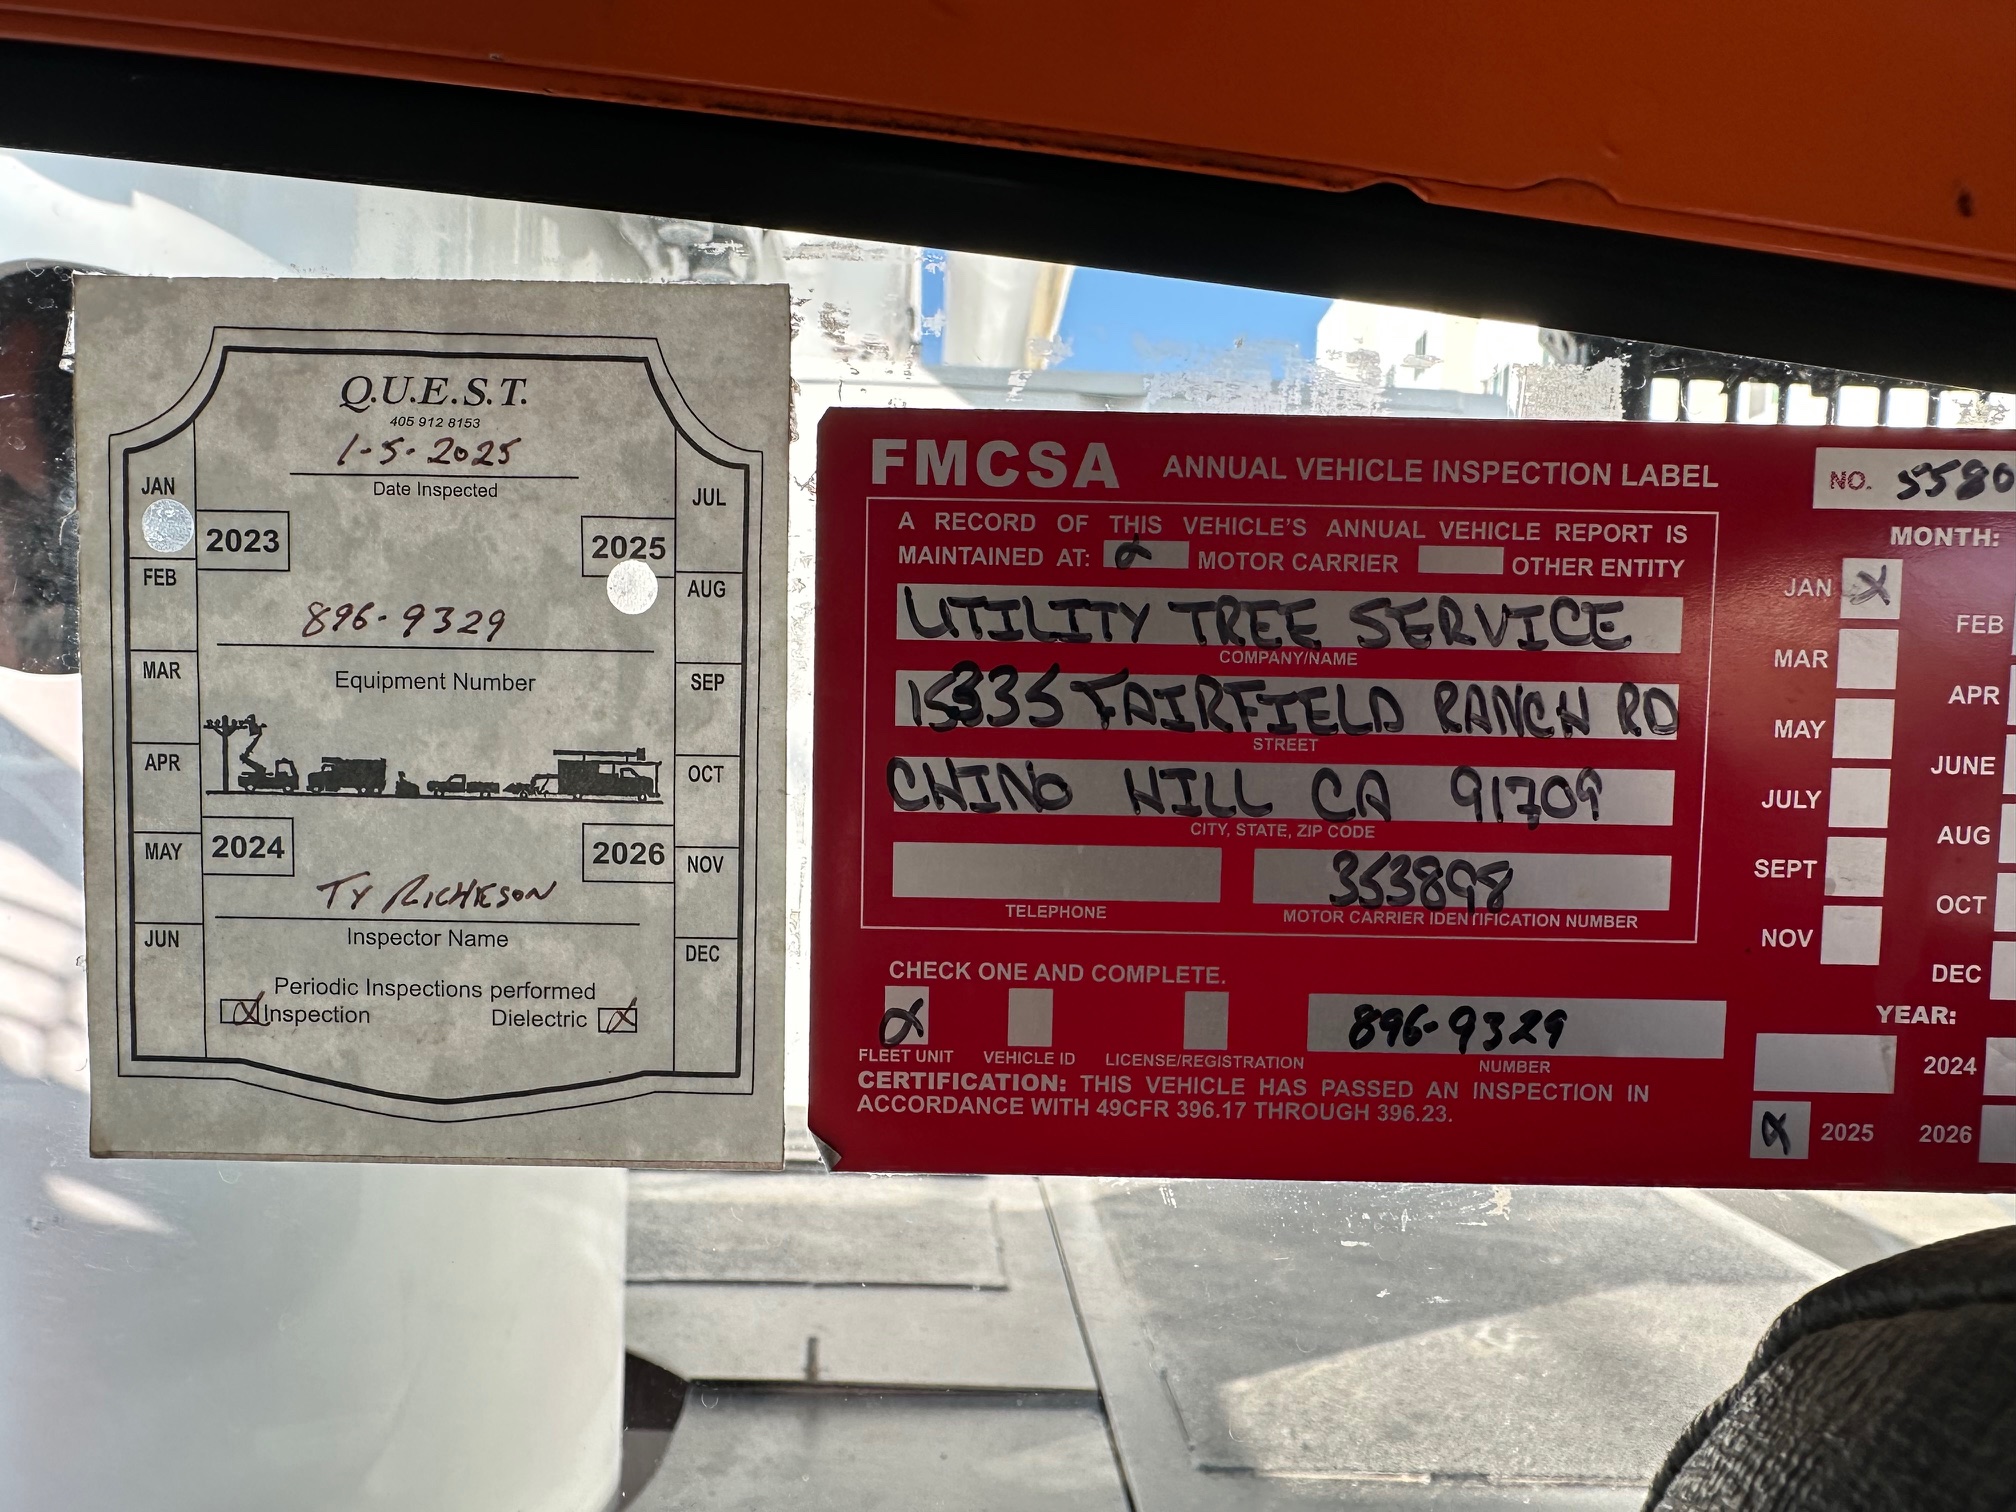 Q.U.E.S.T.
405 912 8153
1-5-2025
Date Inspected
JAN
FEB
MAR
APR
MAY
JUN
2023
2025
896-9329
Equipment Number
2024
2026
TY RICHESON
Inspector Name
Periodic Inspections performed
Inspection Dielectric
JUL
AUG
SEP
OCT
NOV
DEC
FMCSA ANNUAL VEHICLE INSPECTION LABEL
A RECORD OF THIS VEHICLE'S ANNUAL VEHICLE REPORT IS
MAINTAINED AT: MOTOR CARRIER OTHER ENTITY
UTILITY TREE SERVICE
COMPANY/NAME
15335 FAIRFIELD RANCH RD
STREET
CHINO HILL CA 91709
CITY, STATE, ZIP CODE
353898
TELEPHONE MOTOR CARRIER IDENTIFICATION NUMBER
CHECK ONE AND COMPLETE.
896-9329
FLEET UNIT VEHICLE ID LICENSE/REGISTRATION NUMBER
CERTIFICATION: THIS VEHICLE HAS PASSED AN INSPECTION IN
ACCORDANCE WITH 49CFR 396.17 THROUGH 396.23.
NO. 5580
MONTH:
JAN X
FEB
MAR
APR
MAY
JUNE
JULY
AUG
SEPT
OCT
NOV
DEC
YEAR:
2024
2025 2026